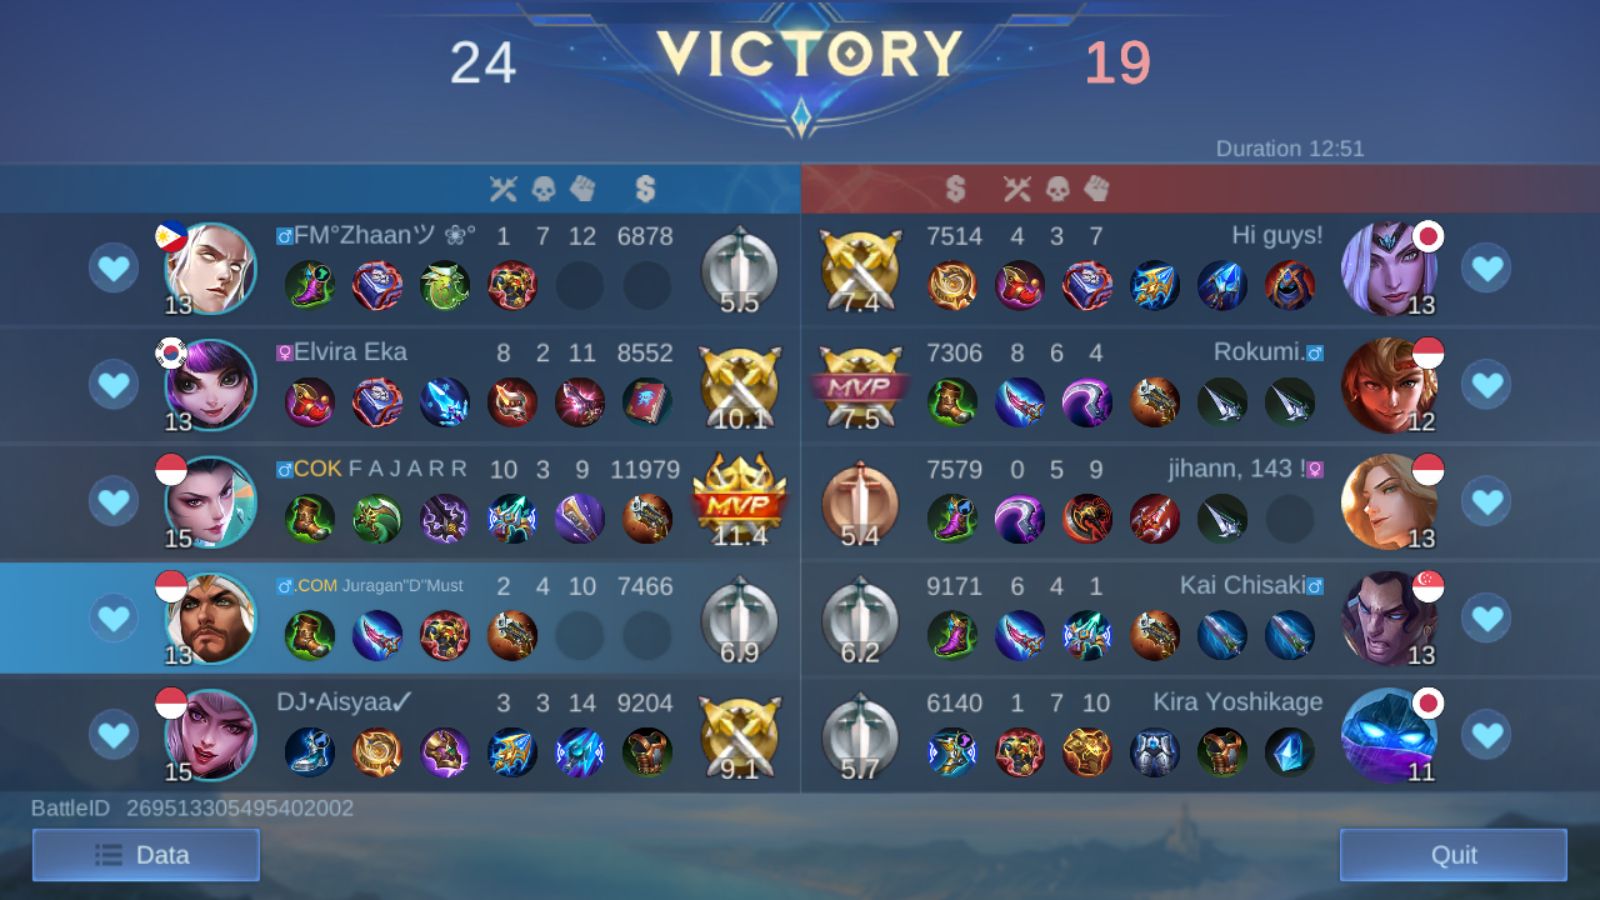 24 VICTORY 19
Duration 12:51
♂FM°Zhaanツ ❀° 1 7 12 6878
13 5.5
7514 4 3 7 Hi guys!
7.4 13
♀Elvira Eka 8 2 11 8552
13 10.1
7306 8 6 4 Rokumi.♂
MVP
7.5 12
♂COK F A J A R R 10 3 9 11979
MVP
15 11.4
7579 0 5 9 jihann, 143 !♀
5.4 13
♂.COM Juragan"D"Must 2 4 10 7466
13 6.9
9171 6 4 1 Kai Chisaki♂
6.2 13
DJ•Aisyaa✓ 3 3 14 9204
15 9.1
6140 1 7 10 Kira Yoshikage
5.7 11
BattleID 269513305495402002
Data
Quit